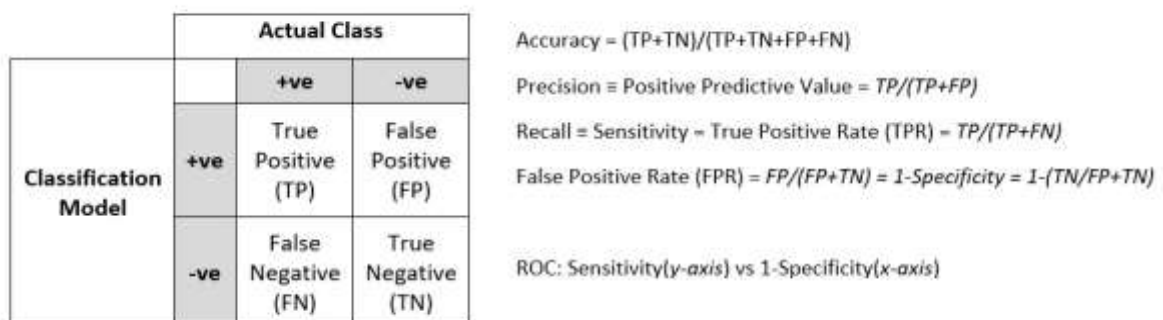 Actual Class
+ve -ve
Classification Model
+ve
True Positive (TP)
False Positive (FP)
-ve
False Negative (FN)
True Negative (TN)
Accuracy = (TP+TN)/(TP+TN+FP+FN)
Precision ≡ Positive Predictive Value = TP/(TP+FP)
Recall ≡ Sensitivity = True Positive Rate (TPR) = TP/(TP+FN)
False Positive Rate (FPR) = FP/(FP+TN) = 1-Specificity = 1-(TN/FP+TN)
ROC: Sensitivity(y-axis) vs 1-Specificity(x-axis)